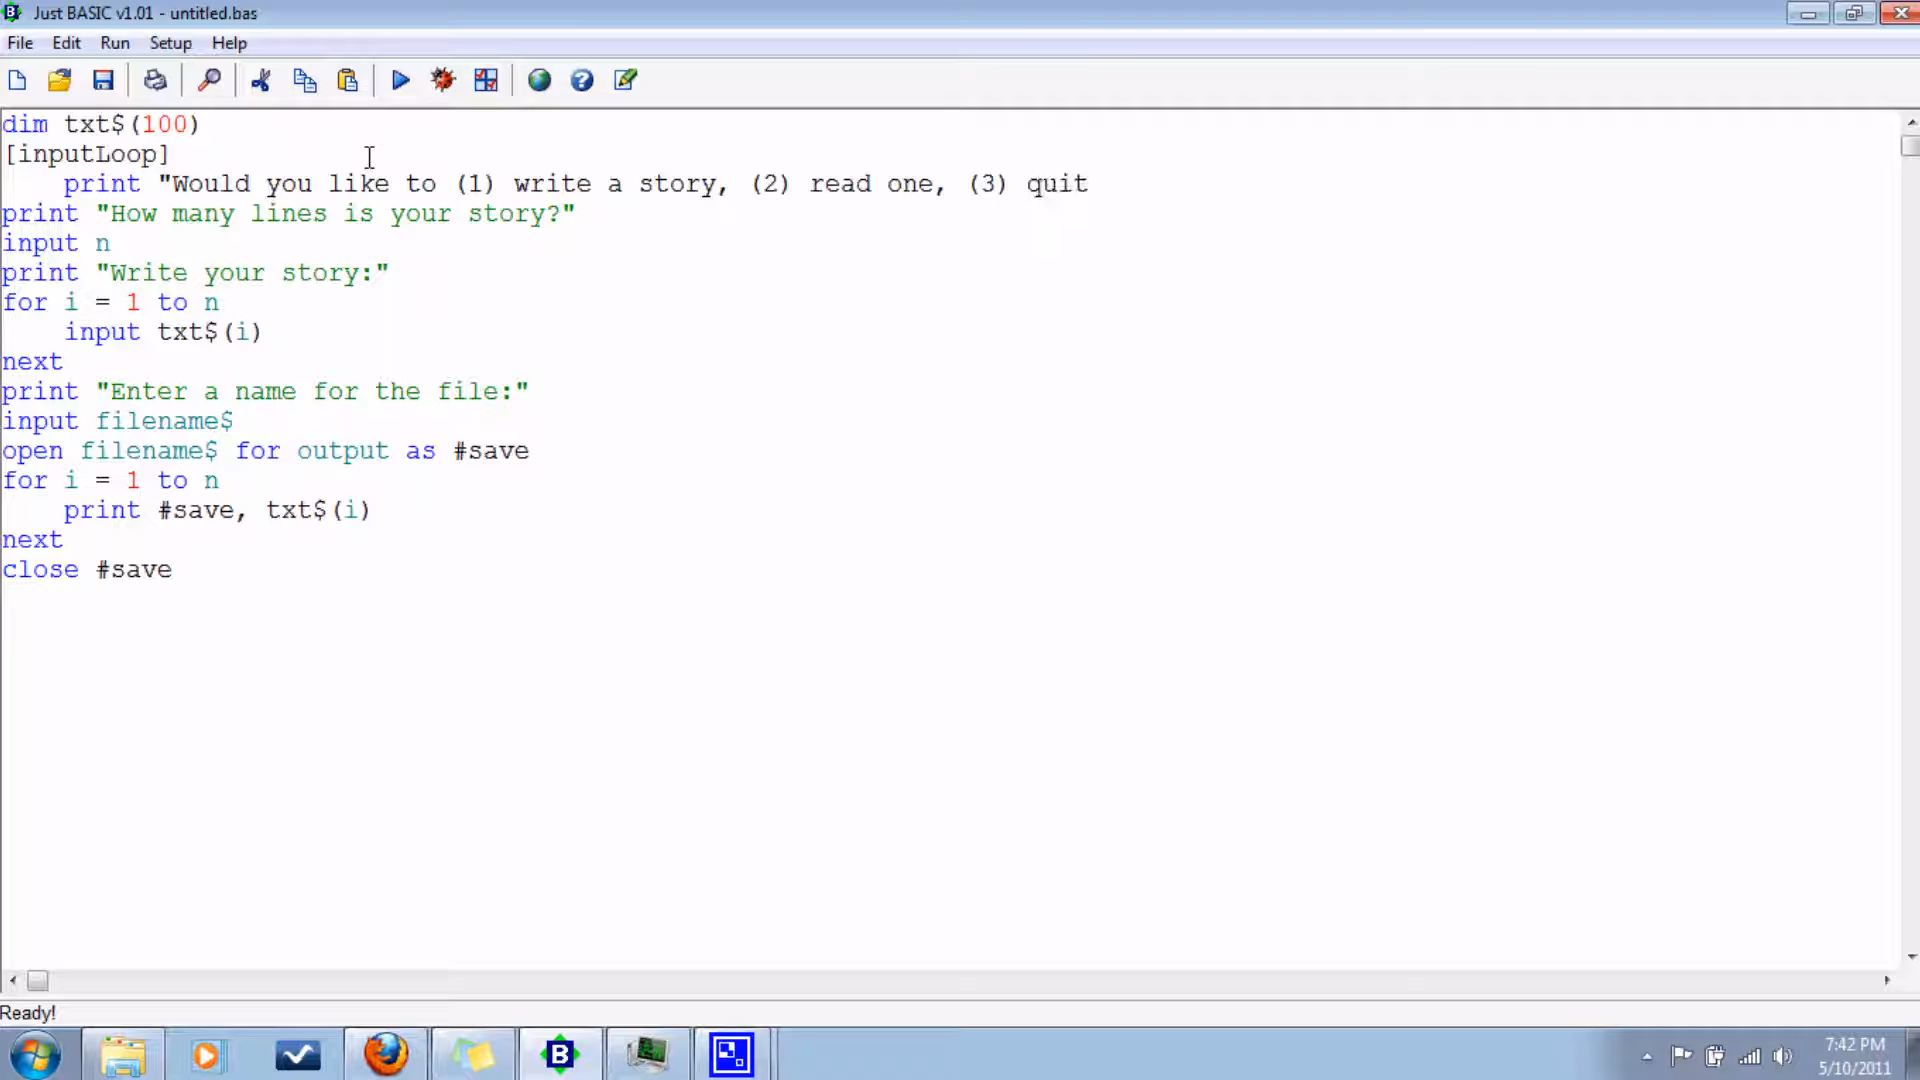 Just BASIC v1.01 - untitled.bas
File Edit Run Setup Help
dim txt$(100)
[inputLoop]
    print "Would you like to (1) write a story, (2) read one, (3) quit
print "How many lines is your story?"
input n
print "Write your story:"
for i = 1 to n
    input txt$(i)
next
print "Enter a name for the file:"
input filename$
open filename$ for output as #save
for i = 1 to n
    print #save, txt$(i)
next
close #save
Ready!
7:42 PM
5/10/2011